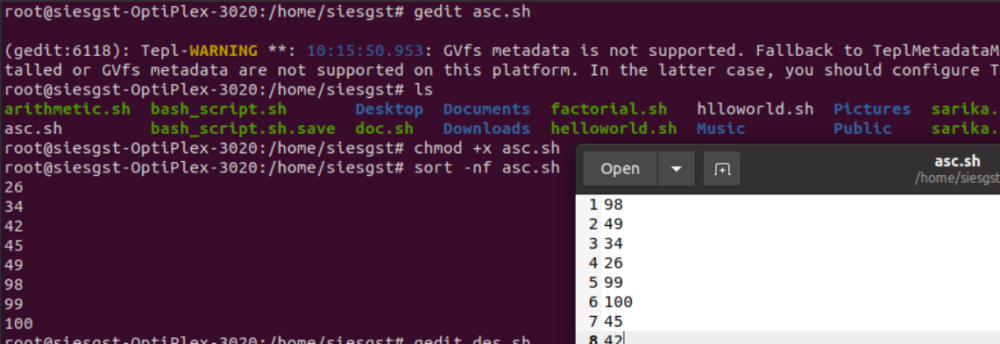 root@siesgst-OptiPlex-3020:/home/siesgst# gedit asc.sh
(gedit:6118): Tepl-WARNING **: 10:15:50.953: GVfs metadata is not supported. Fallback to TeplMetadataM
talled or GVfs metadata are not supported on this platform. In the latter case, you should configure T
root@siesgst-OptiPlex-3020:/home/siesgst# ls
arithmetic.sh bash_script.sh Desktop Documents factorial.sh hlloworld.sh Pictures sarika.
asc.sh bash_script.sh.save doc.sh Downloads helloworld.sh Music Public sarika.
root@siesgst-OptiPlex-3020:/home/siesgst# chmod +x asc.sh
root@siesgst-OptiPlex-3020:/home/siesgst# sort -nf asc.sh
26
34
42
45
49
98
99
100
root@siesgst-OptiPlex-3020:/home/siesgst# gedit des.sh
Open
asc.sh
/home/siesgst
1 98
2 49
3 34
4 26
5 99
6 100
7 45
8 42